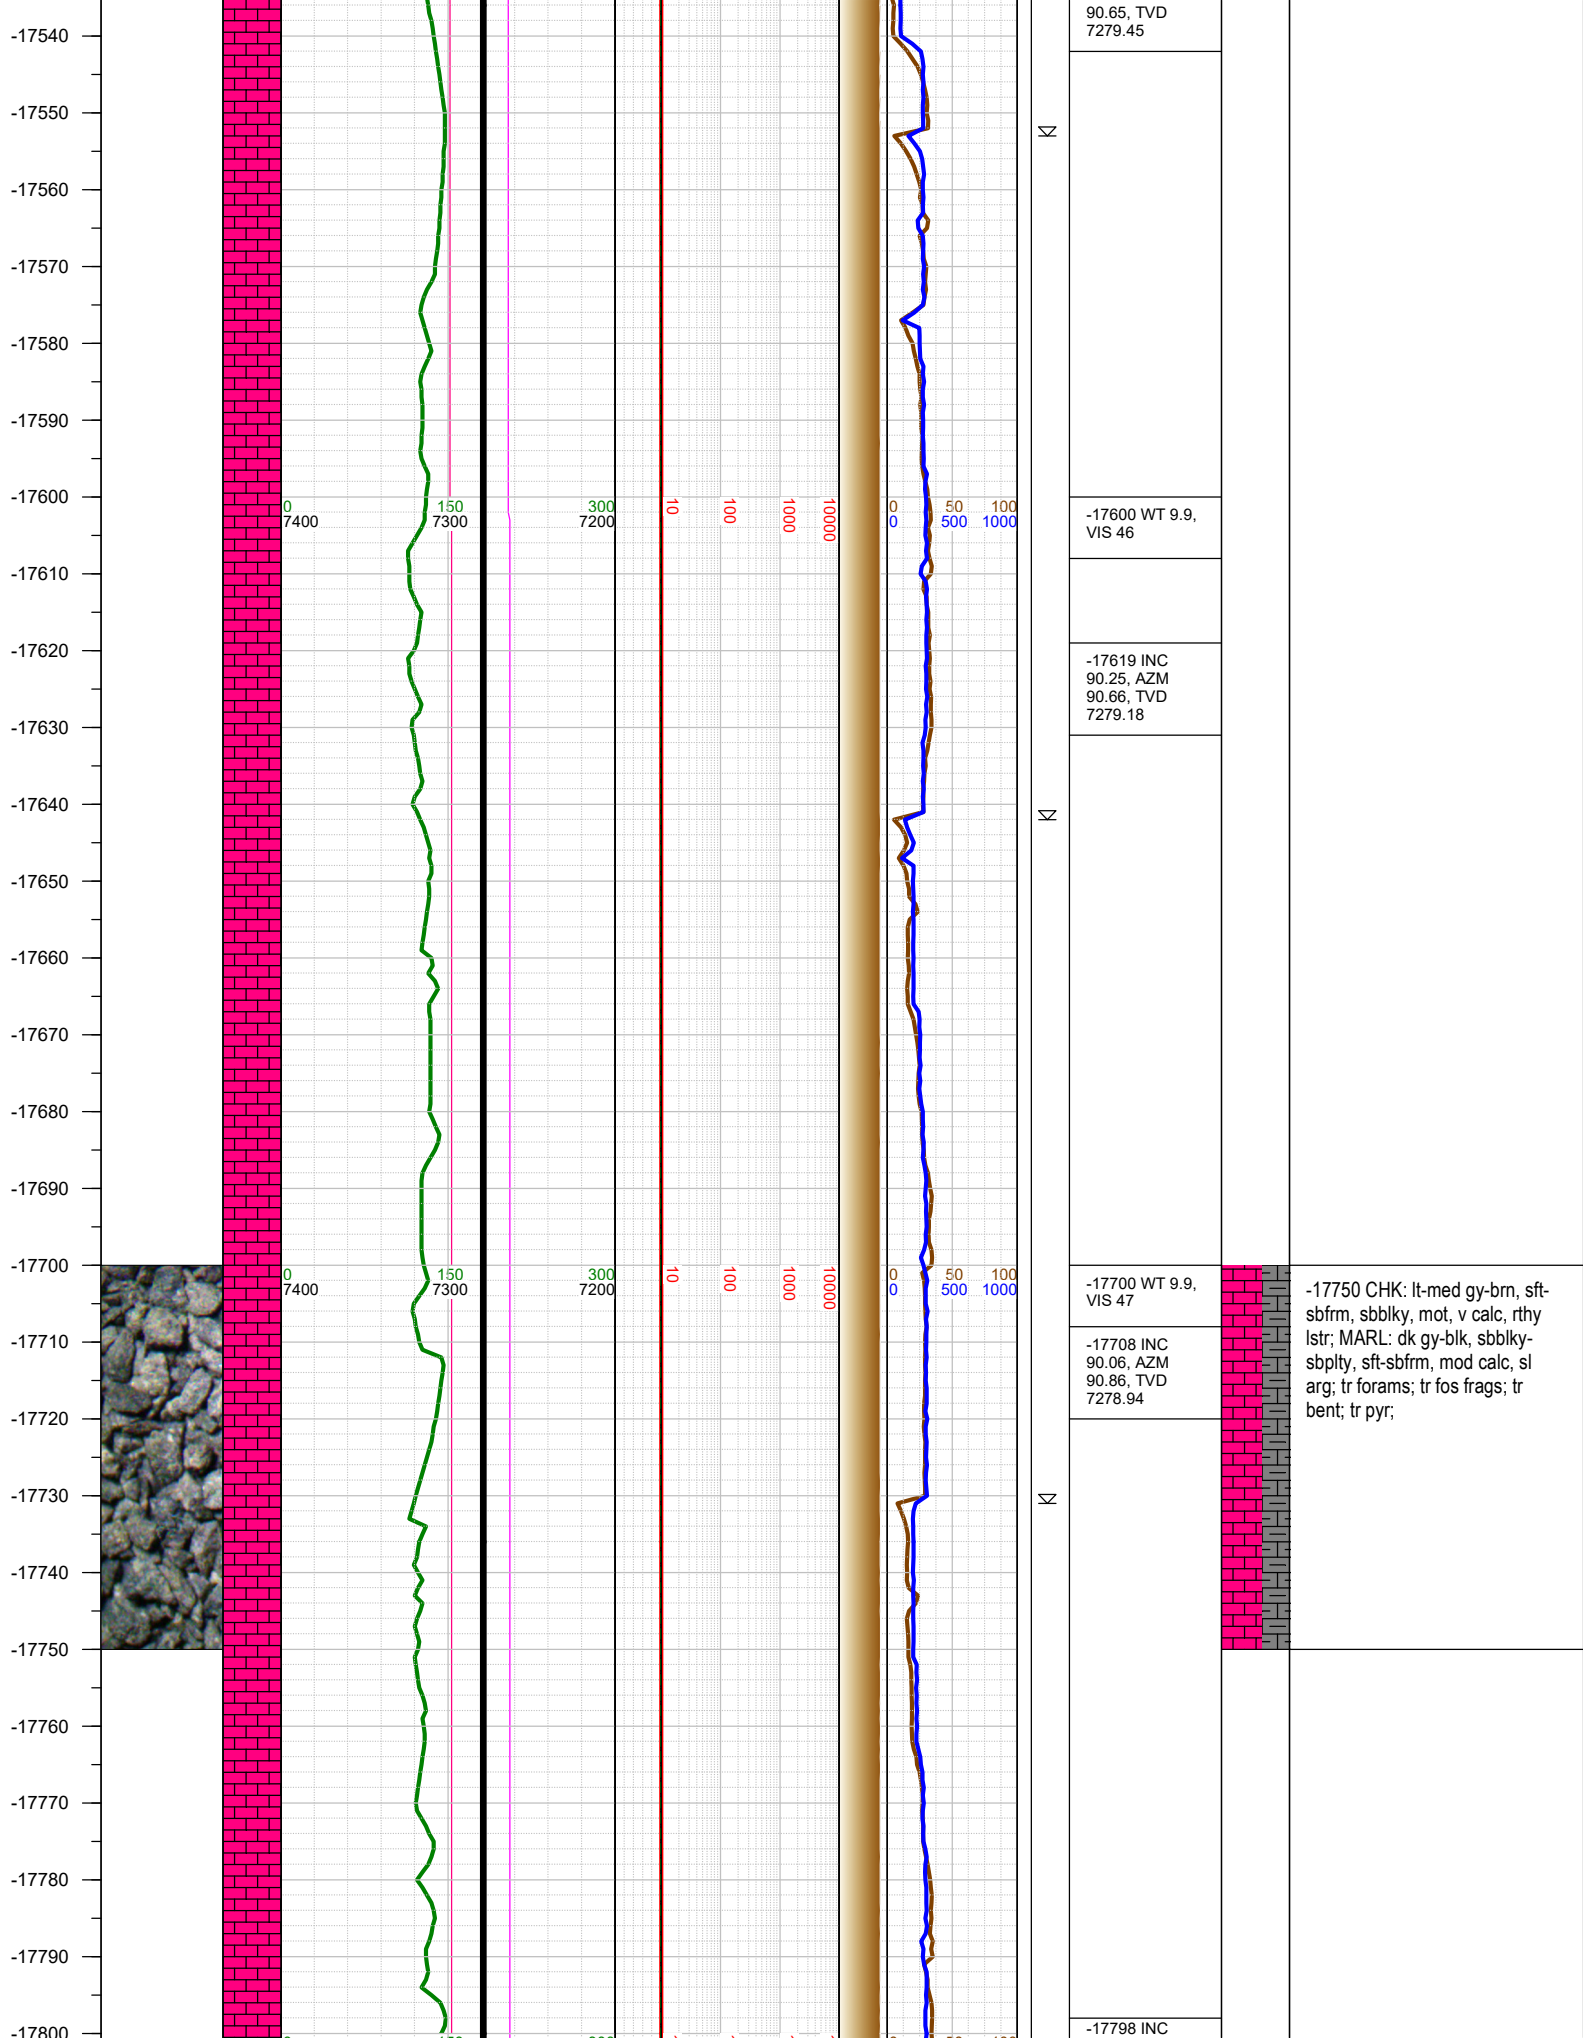 90.65, TVD
7279.45
-17540
-17550
-17560
-17570
-17580
-17590
-17600
0 150 300 10 100 1000 10000 0 50 100
7400 7300 7200 0 500 1000
-17600 WT 9.9,
VIS 46
-17610
-17620
-17619 INC
90.25, AZM
90.66, TVD
7279.18
-17630
-17640
-17650
-17660
-17670
-17680
-17690
-17700
0 150 300 10 100 1000 10000 0 50 100
7400 7300 7200 0 500 1000
-17700 WT 9.9,
VIS 47
-17750 CHK: lt-med gy-brn, sft-
sbfrm, sbblky, mot, v calc, rthy
lstr; MARL: dk gy-blk, sbblky-
sbplty, sft-sbfrm, mod calc, sl
arg; tr forams; tr fos frags; tr
bent; tr pyr;
-17710
-17708 INC
90.06, AZM
90.86, TVD
7278.94
-17720
-17730
-17740
-17750
-17760
-17770
-17780
-17790
-17800
-17798 INC